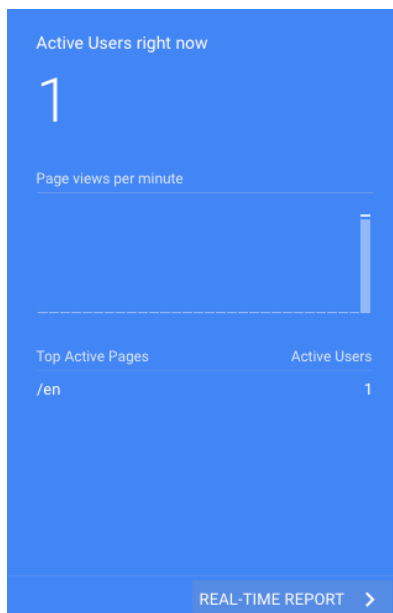 Active Users right now
1
Page views per minute
Top Active Pages Active Users
/en 1
REAL-TIME REPORT